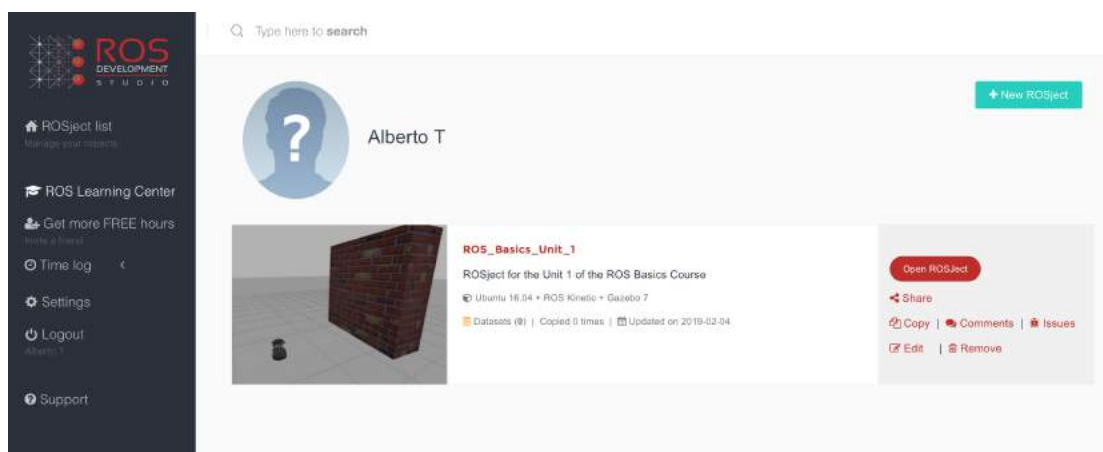 ROS
DEVELOPMENT
STUDIO
Type here to search
ROSject list
Manage your rosjects
ROS Learning Center
Get more FREE hours
Invite a friend
Time log
Settings
Logout
Alberto T
Support
?
Alberto T
+ New ROSject
ROS_Basics_Unit_1
ROSject for the Unit 1 of the ROS Basics Course
Ubuntu 16.04 + ROS Kinetic + Gazebo 7
Datasets (0) | Copied 0 times | Updated on 2019-02-04
Open ROSJect
Share
Copy | Comments | Issues
Edit | Remove